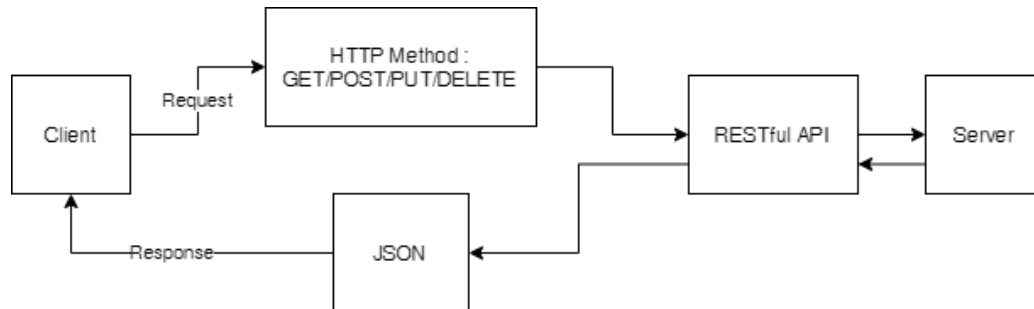 HTTP Method :
GET/POST/PUT/DELETE
Request
Client
RESTful API
Server
Response
JSON